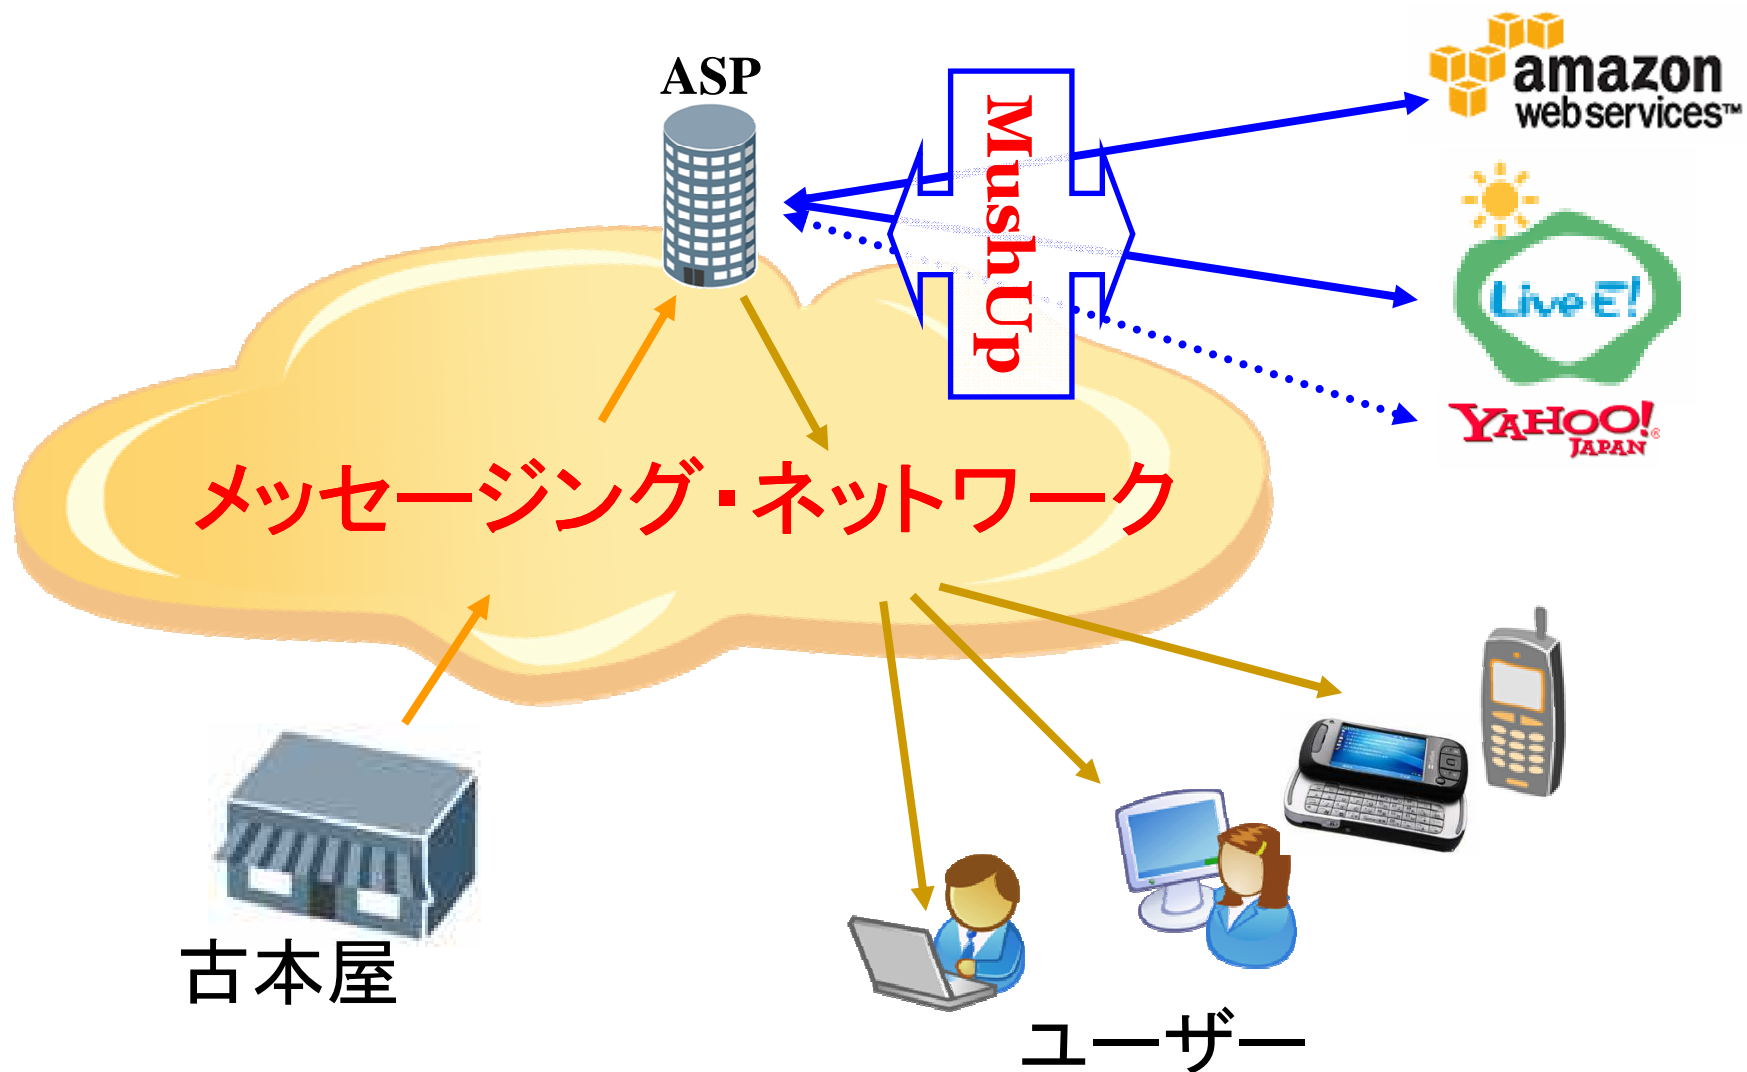 ASP
MushUp
amazon
webservices™
Live E!
YAHOO!®
JAPAN
メッセージング・ネットワーク
古本屋
ユーザー